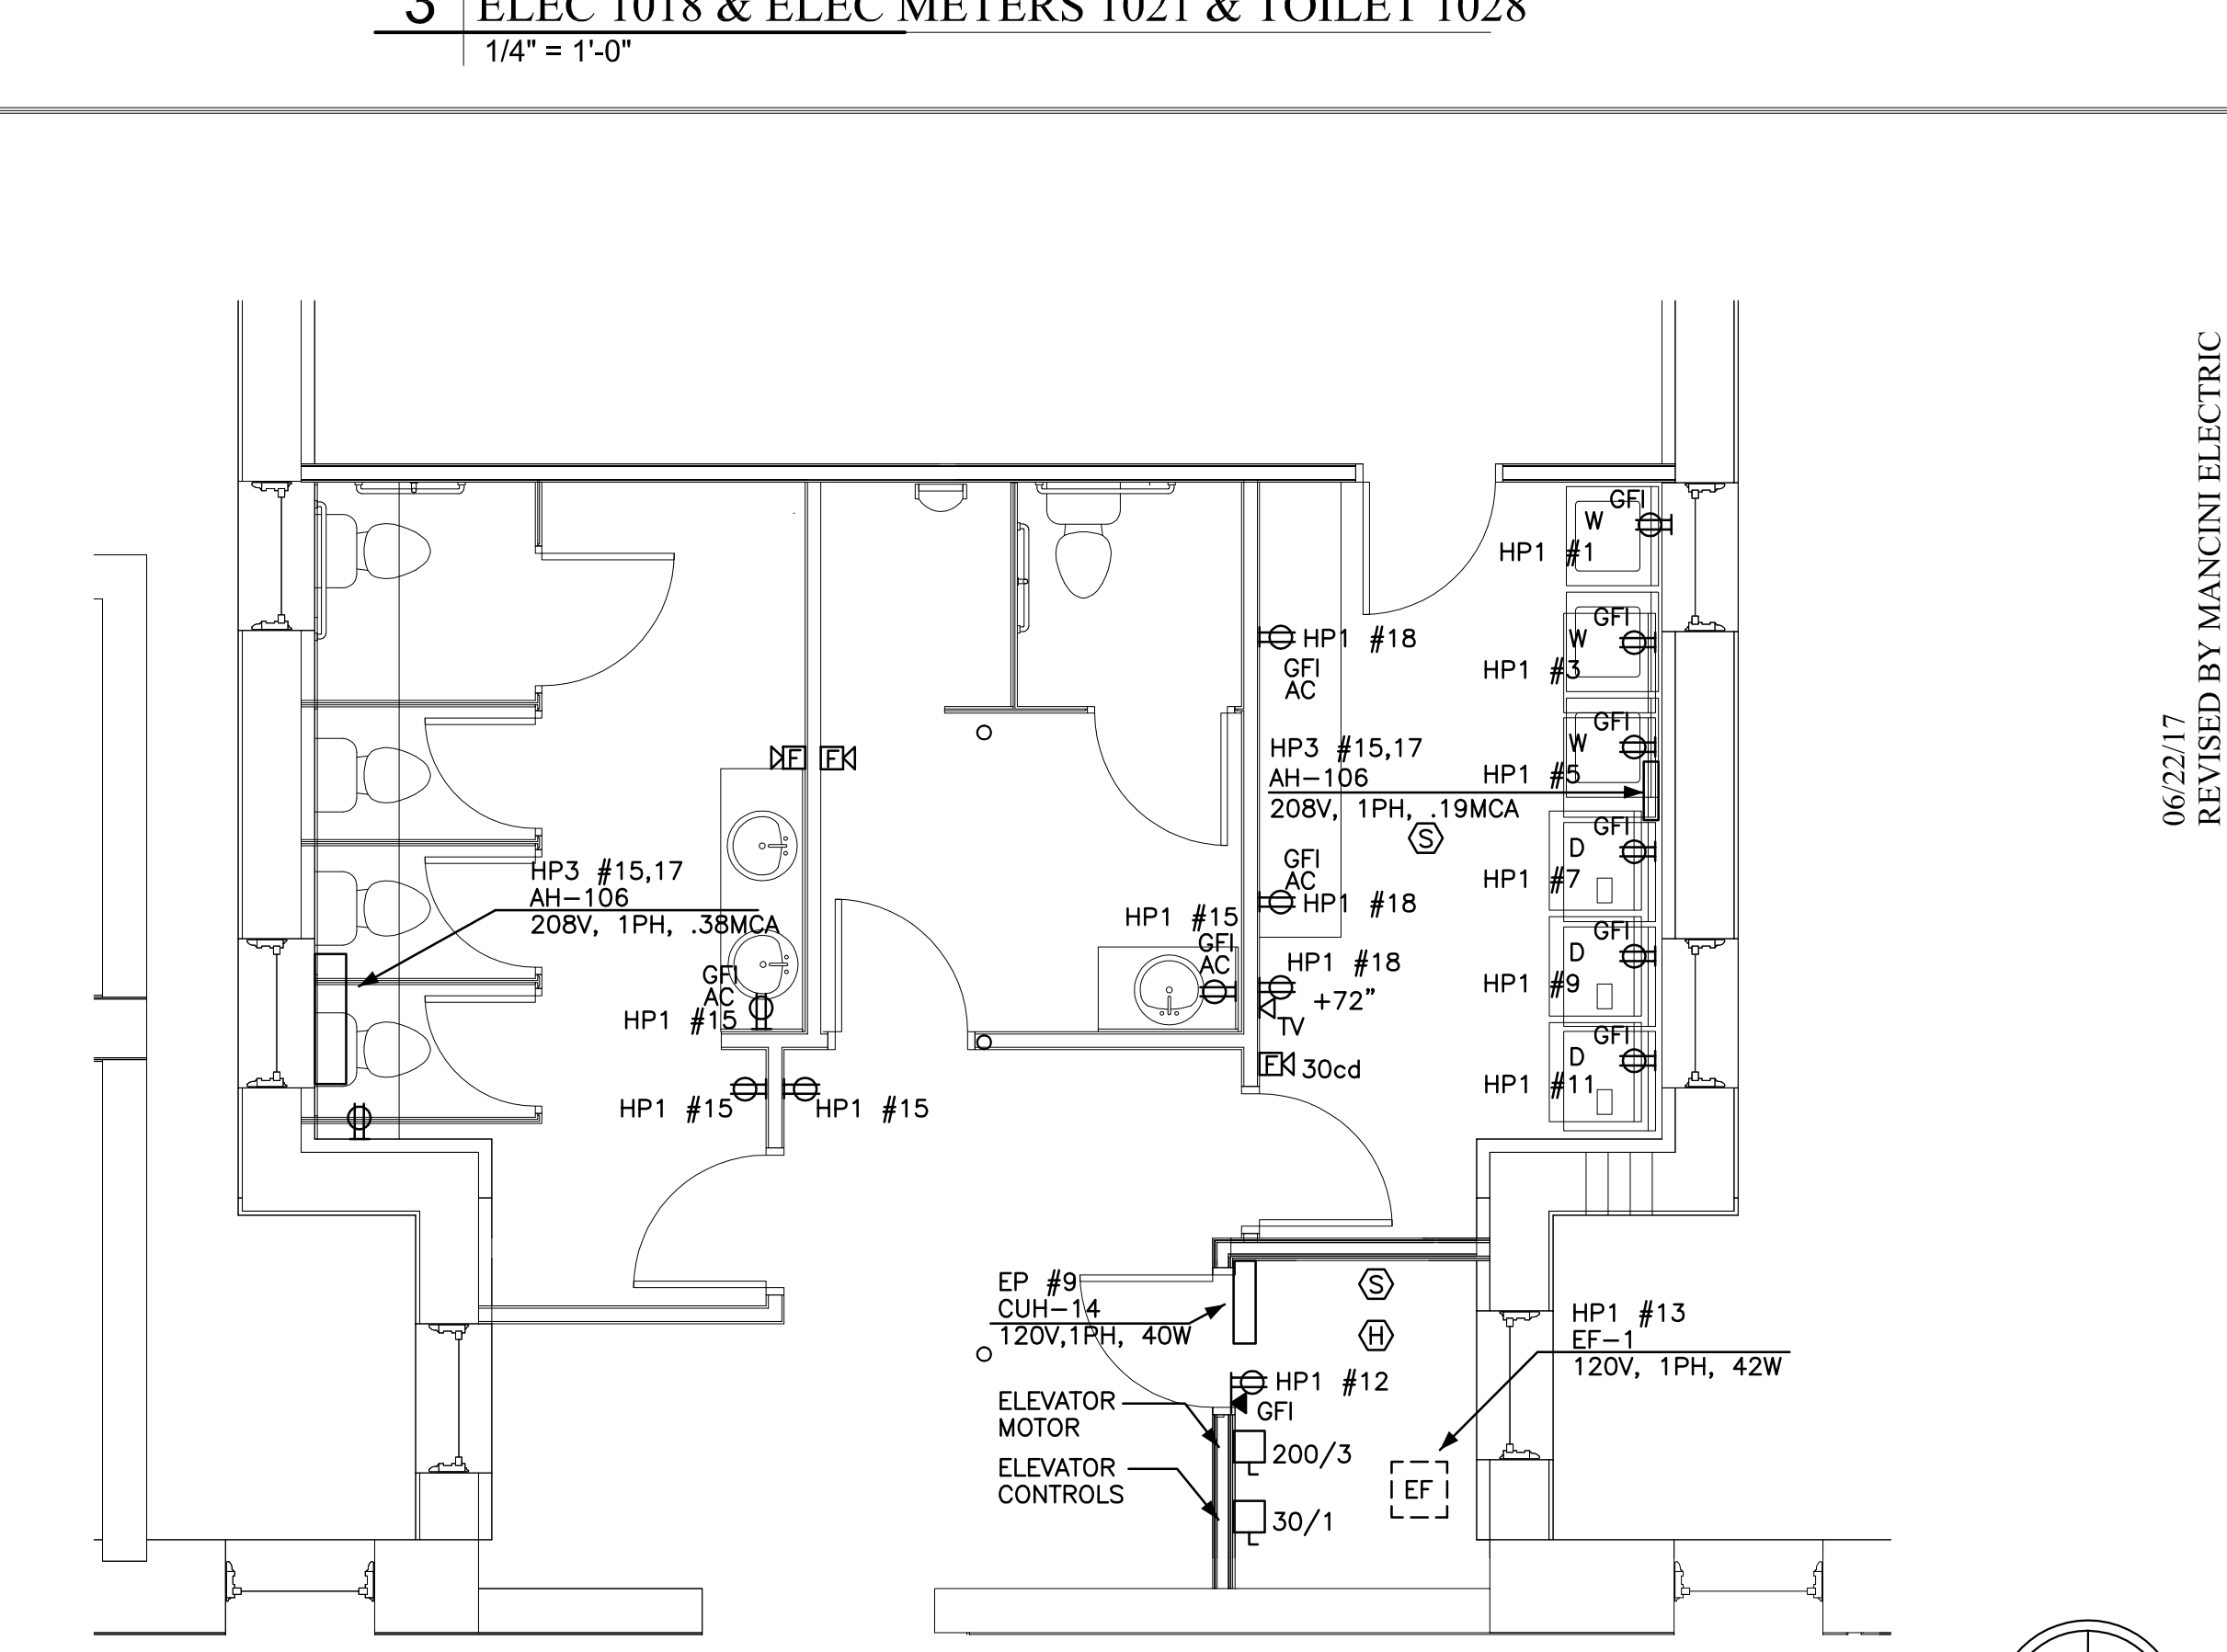 3 ELEC 1018 & ELEC METERS 1021 & TOILET 1028
1/4" = 1'-0"
06/22/17
REVISED BY MANCINI ELECTRIC
GFI
W
HP1 #1
GFI
W
HP1 #3
GFI
W
HP1 #5
GFI
D
HP1 #7
GFI
D
HP1 #9
GFI
D
HP1 #11
HP1 #18
GFI
AC
HP3 #15,17
AH-106
208V, 1PH, .19MCA
S
GFI
AC
HP1 #18
HP1 #18
+72"
TV
F 30cd
F
F
HP3 #15,17
AH-106
208V, 1PH, .38MCA
GFI
AC
HP1 #15
HP1 #15
GFI
AC
HP1 #15
HP1 #15
EP #9
CUH-14
120V,1PH, 40W
S
H
HP1 #13
EF-1
120V, 1PH, 42W
HP1 #12
GFI
ELEVATOR
MOTOR
200/3
ELEVATOR
CONTROLS
30/1
EF